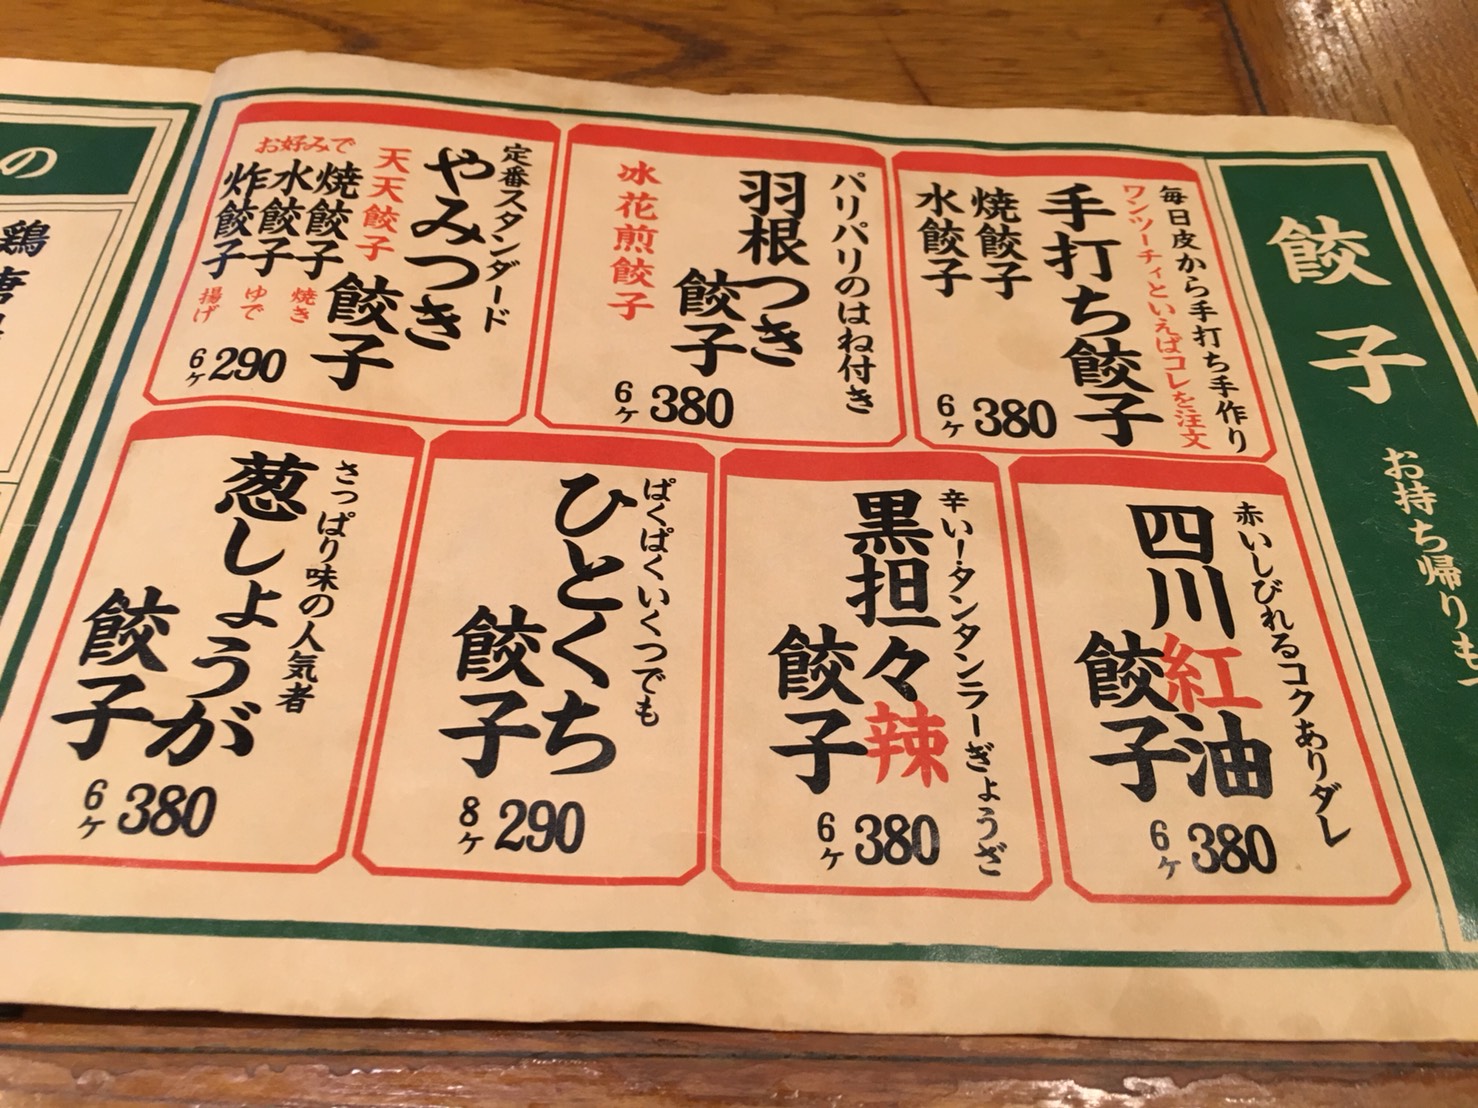 餃子
お持ち帰りも
毎日皮から手打ち手作り
ワンツーチィといえばコレを注文
手打ち餃子
焼餃子
水餃子
6ヶ 380
パリパリのはね付き
羽根つき
餃子
冰花煎餃子
6ヶ 380
定番スタンダード
やみつき
餃子
天天餃子
お好みで
焼餃子 焼き
水餃子 ゆで
炸餃子 揚げ
6ヶ 290
赤いしびれるコクありダレ
四川紅油
餃子
6ヶ 380
辛い!タンタンラーぎょうざ
黒担々辣
餃子
6ヶ 380
ぱくぱくいくつでも
ひとくち
餃子
8ヶ 290
さっぱり味の人気者
葱しょうが
餃子
6ヶ 380
の
鶏